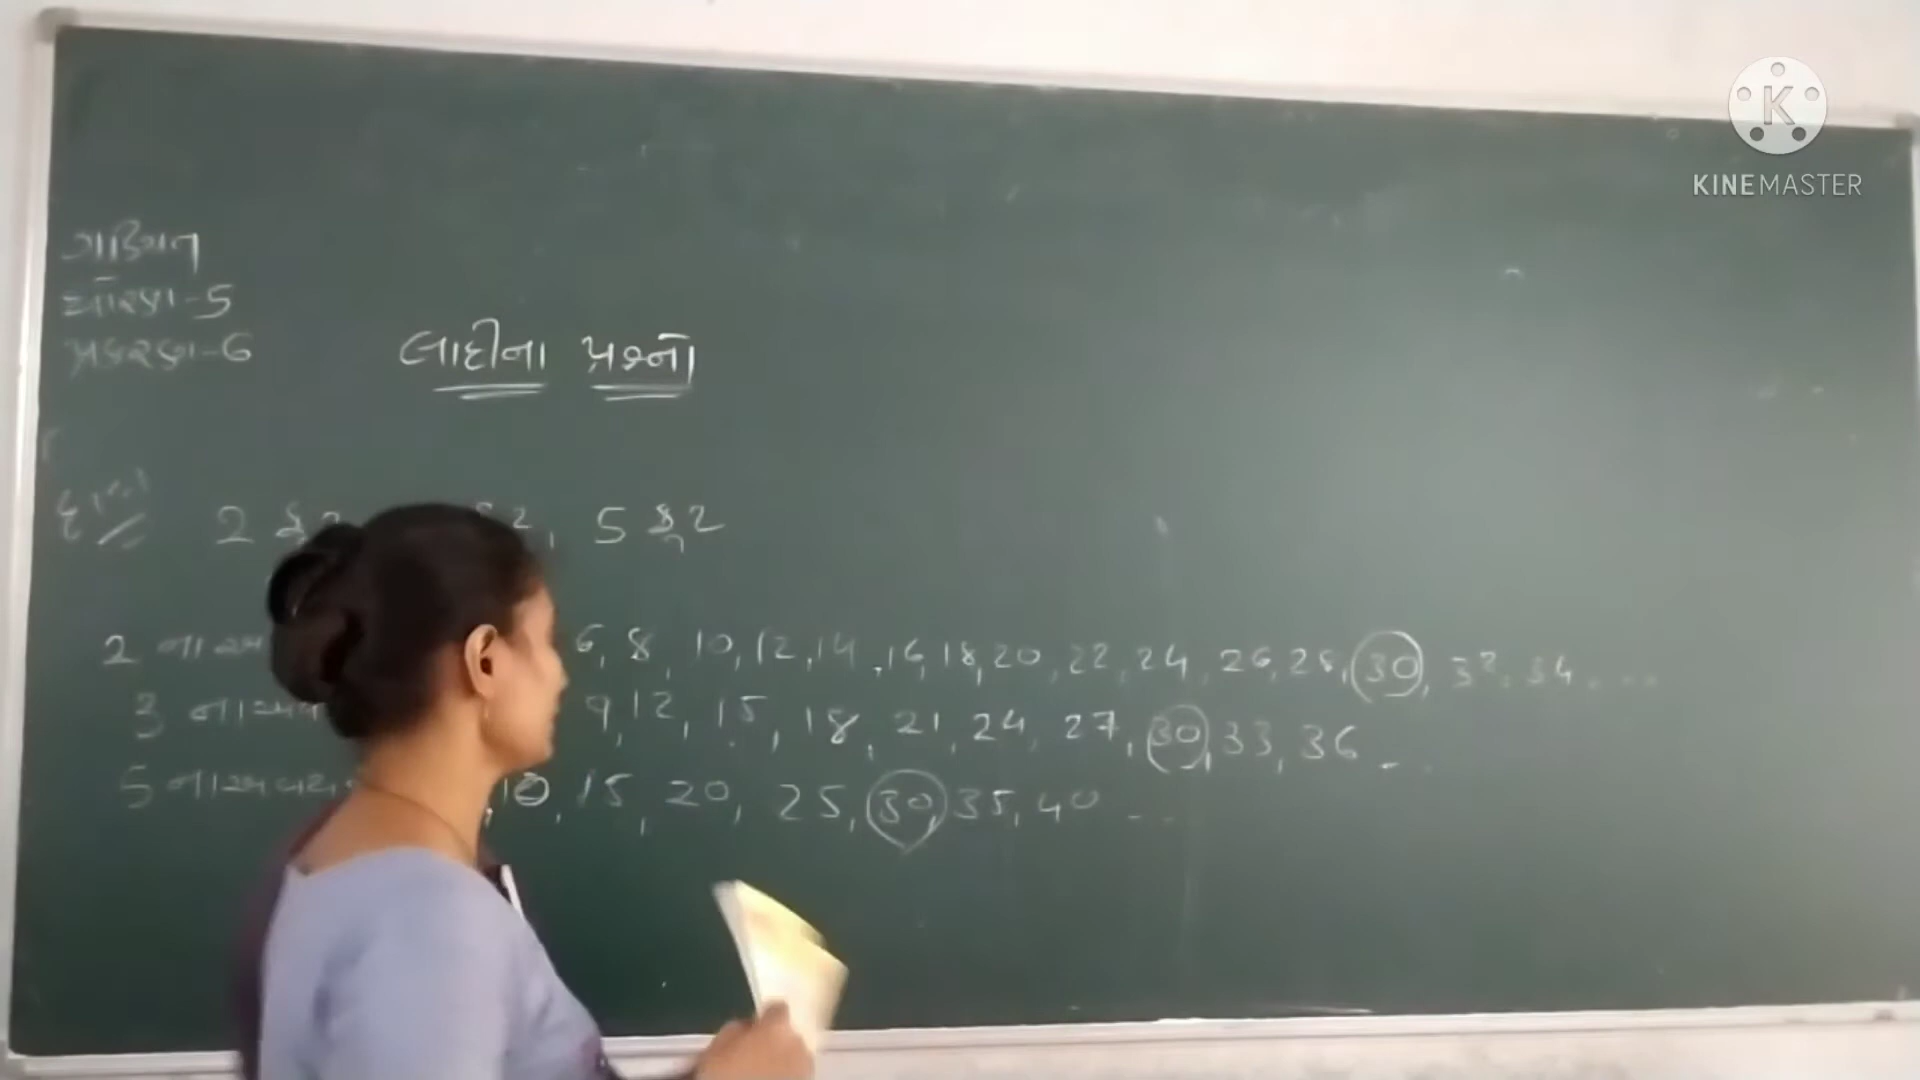 ગણિત
ધોરણ-5
પ્રકરણ-6
લાદીના પ્રશ્નો
2 ફૂટ , 5 ફૂટ
2 ના 6, 8, 10, 12, 14, 16, 18, 20, 22, 24, 26, 28, 30, 32, 34 ....
3 ના 9, 12, 15, 18, 21, 24, 27, 30, 33, 36 ..
5 ના અવયવ , 10, 15, 20, 25, 30, 35, 40 ...
KINEMASTER